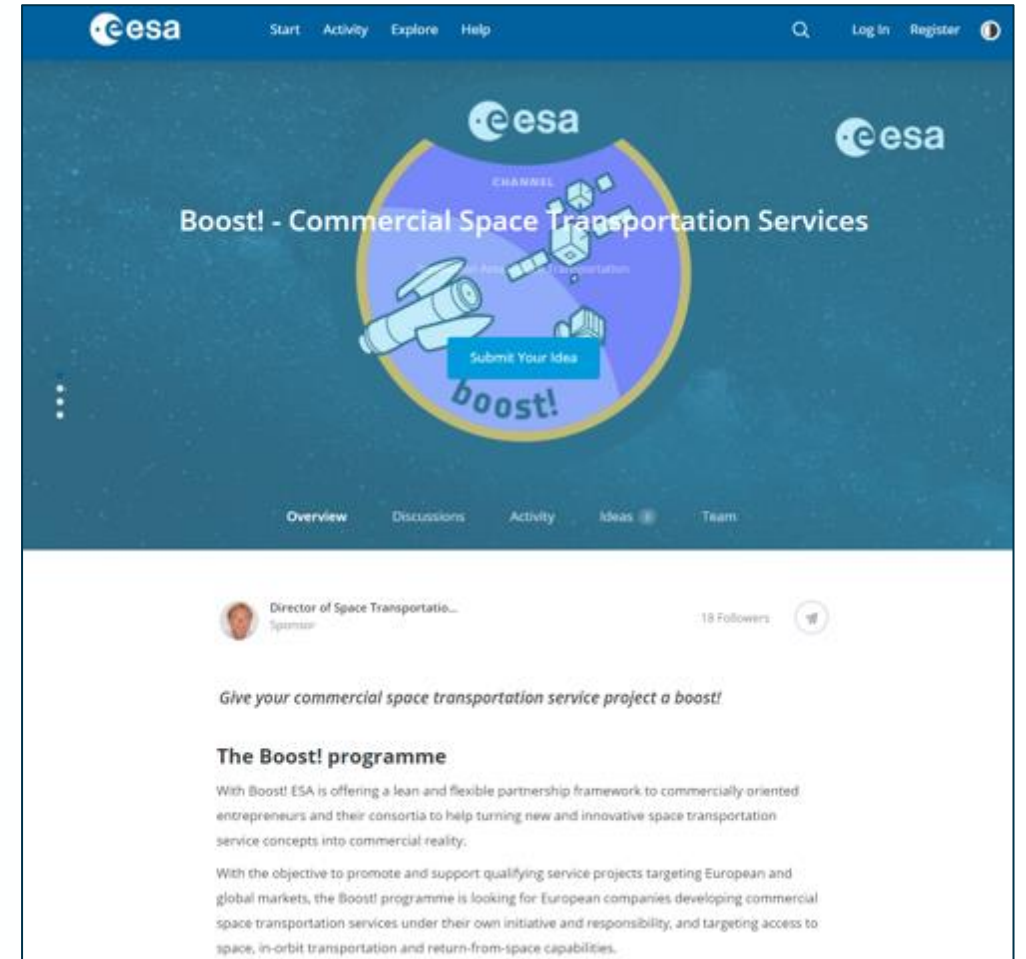 esa Start Activity Explore Help Log In Register
esa
esa
CHANNEL
Boost! - Commercial Space Transportation Services
Transportation
Submit Your Idea
boost!
Overview Discussions Activity Ideas Team
Director of Space Transportatio...
Sponsor
18 Followers
Give your commercial space transportation service project a boost!
The Boost! programme
With Boost! ESA is offering a lean and flexible partnership framework to commercially oriented
entrepreneurs and their consortia to help turning new and innovative space transportation
service concepts into commercial reality.
With the objective to promote and support qualifying service projects targeting European and
global markets, the Boost! programme is looking for European companies developing commercial
space transportation services under their own initiative and responsibility, and targeting access to
space, in-orbit transportation and return-from-space capabilities.